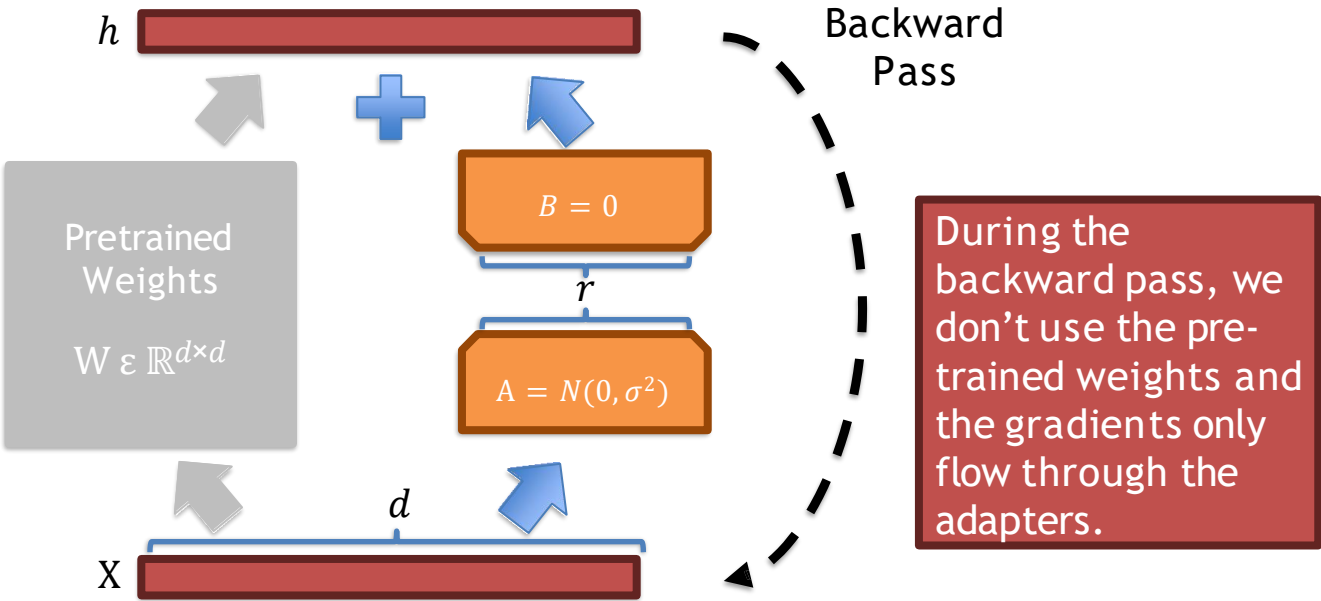 h
Backward
Pass
Pretrained
Weights
W ε ℝ^{d×d}
B = 0
r
A = N(0, σ²)
d
X
During the
backward pass, we
don’t use the pre-
trained weights and
the gradients only
flow through the
adapters.